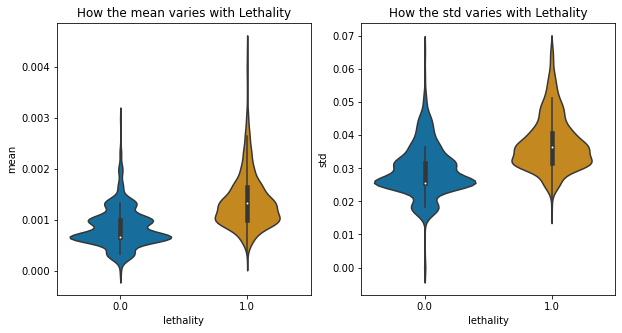 How the mean varies with Lethality
0.004
0.003
0.002
0.001
0.000
mean
0.0
1.0
lethality
How the std varies with Lethality
0.07
0.06
0.05
0.04
0.03
0.02
0.01
0.00
std
0.0
1.0
lethality